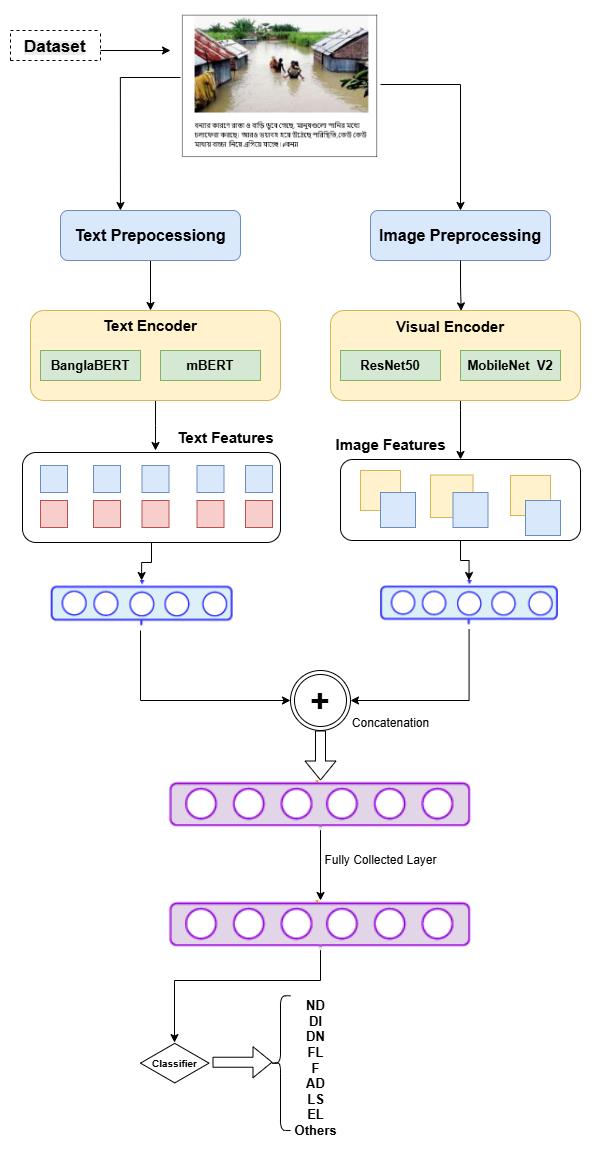 Dataset
বন্যার কারণে রাস্তা ও বাড়ি ডুবে গেছে, মানুষগুলো পানির মধ্যে
চলাফেরা করছে। আরও ভয়াবহ হয়ে উঠেছে পরিস্থিতি,কেউ কেউ
মাথায় বাচ্চা নিয়ে এগিয়ে যাচ্ছে। #বন্যা
Text Prepocessiong
Image Preprocessing
Text Encoder
BanglaBERT
mBERT
Visual Encoder
ResNet50
MobileNet V2
Text Features
Image Features
+
Concatenation
Fully Collected Layer
Classifier
ND
DI
DN
FL
F
AD
LS
EL
Others